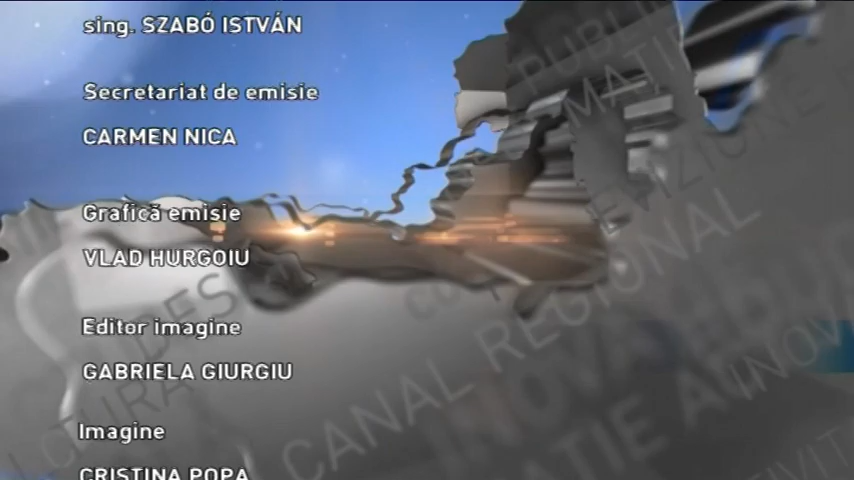 sing. SZABÓ ISTVÁN
Secretariat de emisie
CARMEN NICA
Grafică emisie
VLAD HURGOIU
Editor imagine
GABRIELA GIURGIU
Imagine
CRISTINA POPA
CANAL REGIONAL